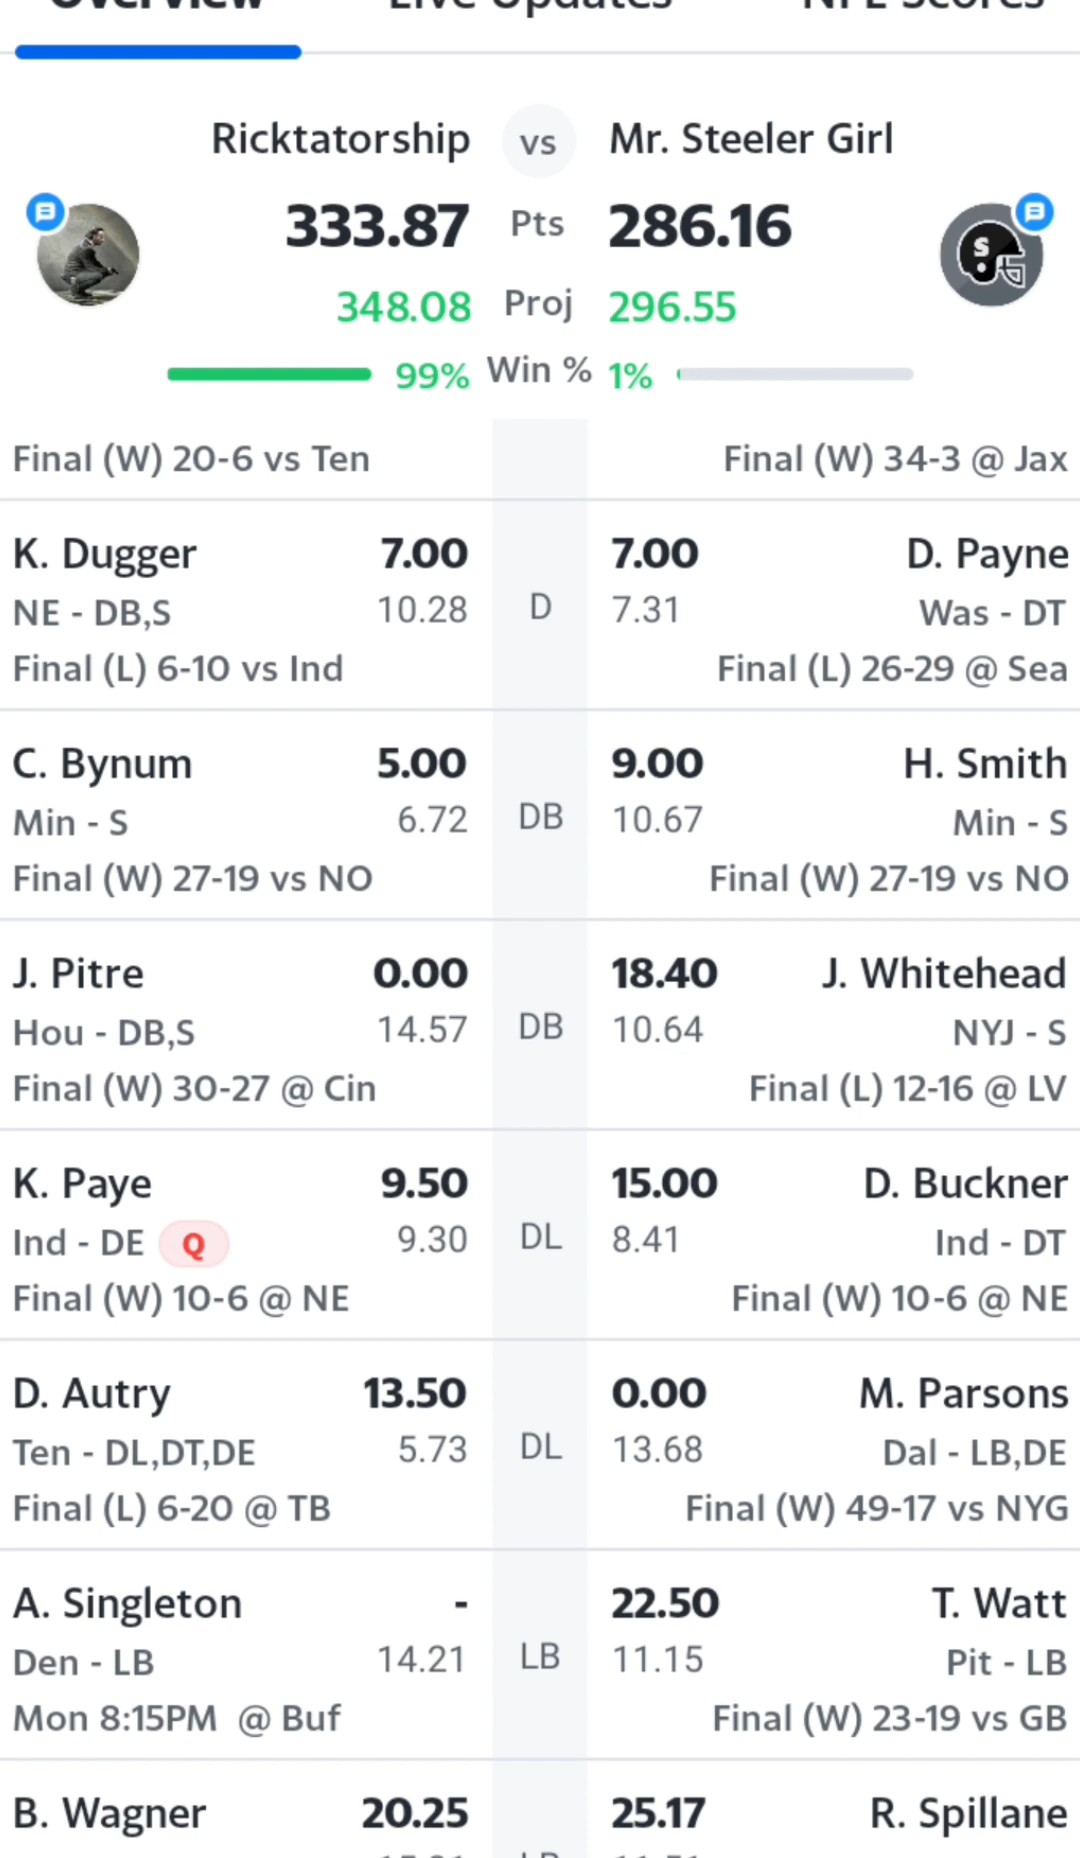 Overview Live Updates NFL Scores
Ricktatorship vs Mr. Steeler Girl
333.87 Pts 286.16
348.08 Proj 296.55
99% Win % 1%
Final (W) 20-6 vs Ten Final (W) 34-3 @ Jax
K. Dugger 7.00 7.00 D. Payne
NE - DB,S 10.28 D 7.31 Was - DT
Final (L) 6-10 vs Ind Final (L) 26-29 @ Sea
C. Bynum 5.00 9.00 H. Smith
Min - S 6.72 DB 10.67 Min - S
Final (W) 27-19 vs NO Final (W) 27-19 vs NO
J. Pitre 0.00 18.40 J. Whitehead
Hou - DB,S 14.57 DB 10.64 NYJ - S
Final (W) 30-27 @ Cin Final (L) 12-16 @ LV
K. Paye 9.50 15.00 D. Buckner
Ind - DE Q 9.30 DL 8.41 Ind - DT
Final (W) 10-6 @ NE Final (W) 10-6 @ NE
D. Autry 13.50 0.00 M. Parsons
Ten - DL,DT,DE 5.73 DL 13.68 Dal - LB,DE
Final (L) 6-20 @ TB Final (W) 49-17 vs NYG
A. Singleton - 22.50 T. Watt
Den - LB 14.21 LB 11.15 Pit - LB
Mon 8:15PM @ Buf Final (W) 23-19 vs GB
B. Wagner 20.25 25.17 R. Spillane